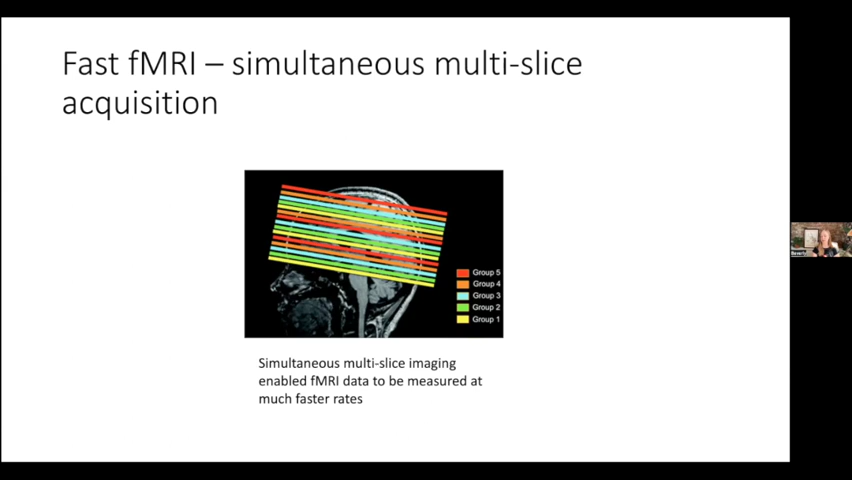 Fast fMRI – simultaneous multi-slice
acquisition
Group 5
Group 4
Group 3
Group 2
Group 1
Simultaneous multi-slice imaging
enabled fMRI data to be measured at
much faster rates
Beverly